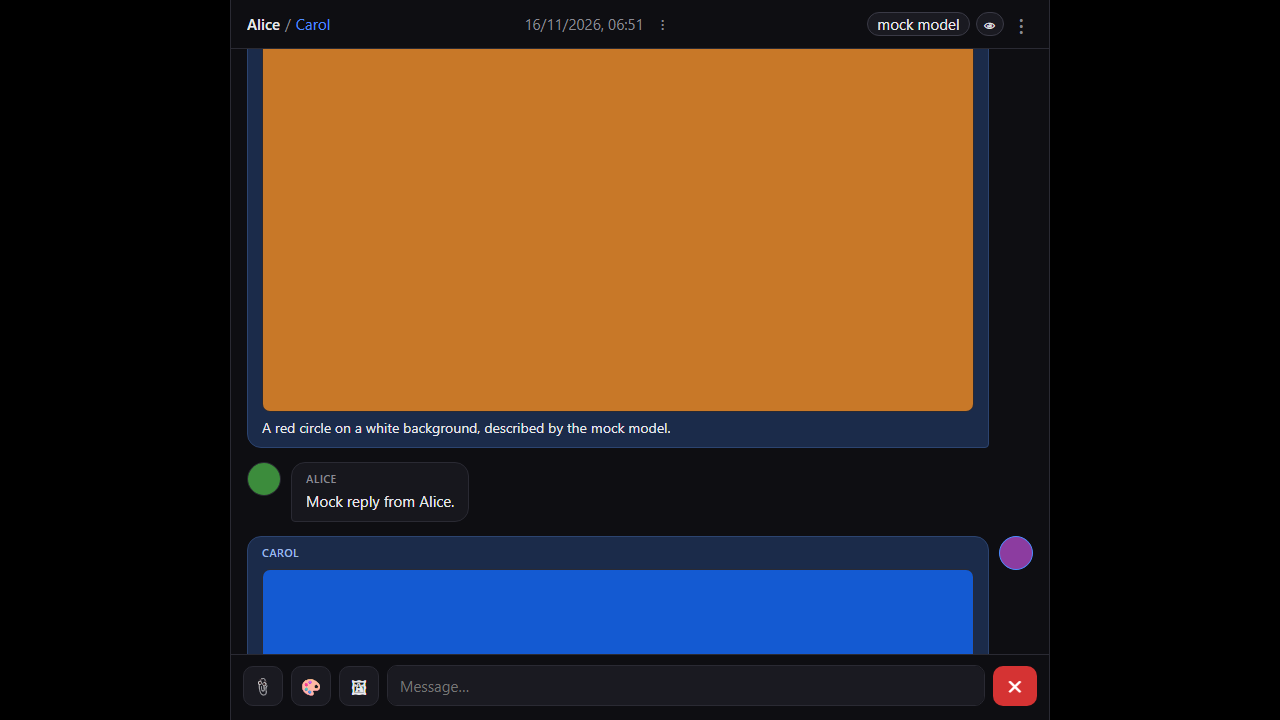 Alice / Carol
16/11/2026, 06:51
mock model
A red circle on a white background, described by the mock model.
ALICE
Mock reply from Alice.
CAROL
Message...